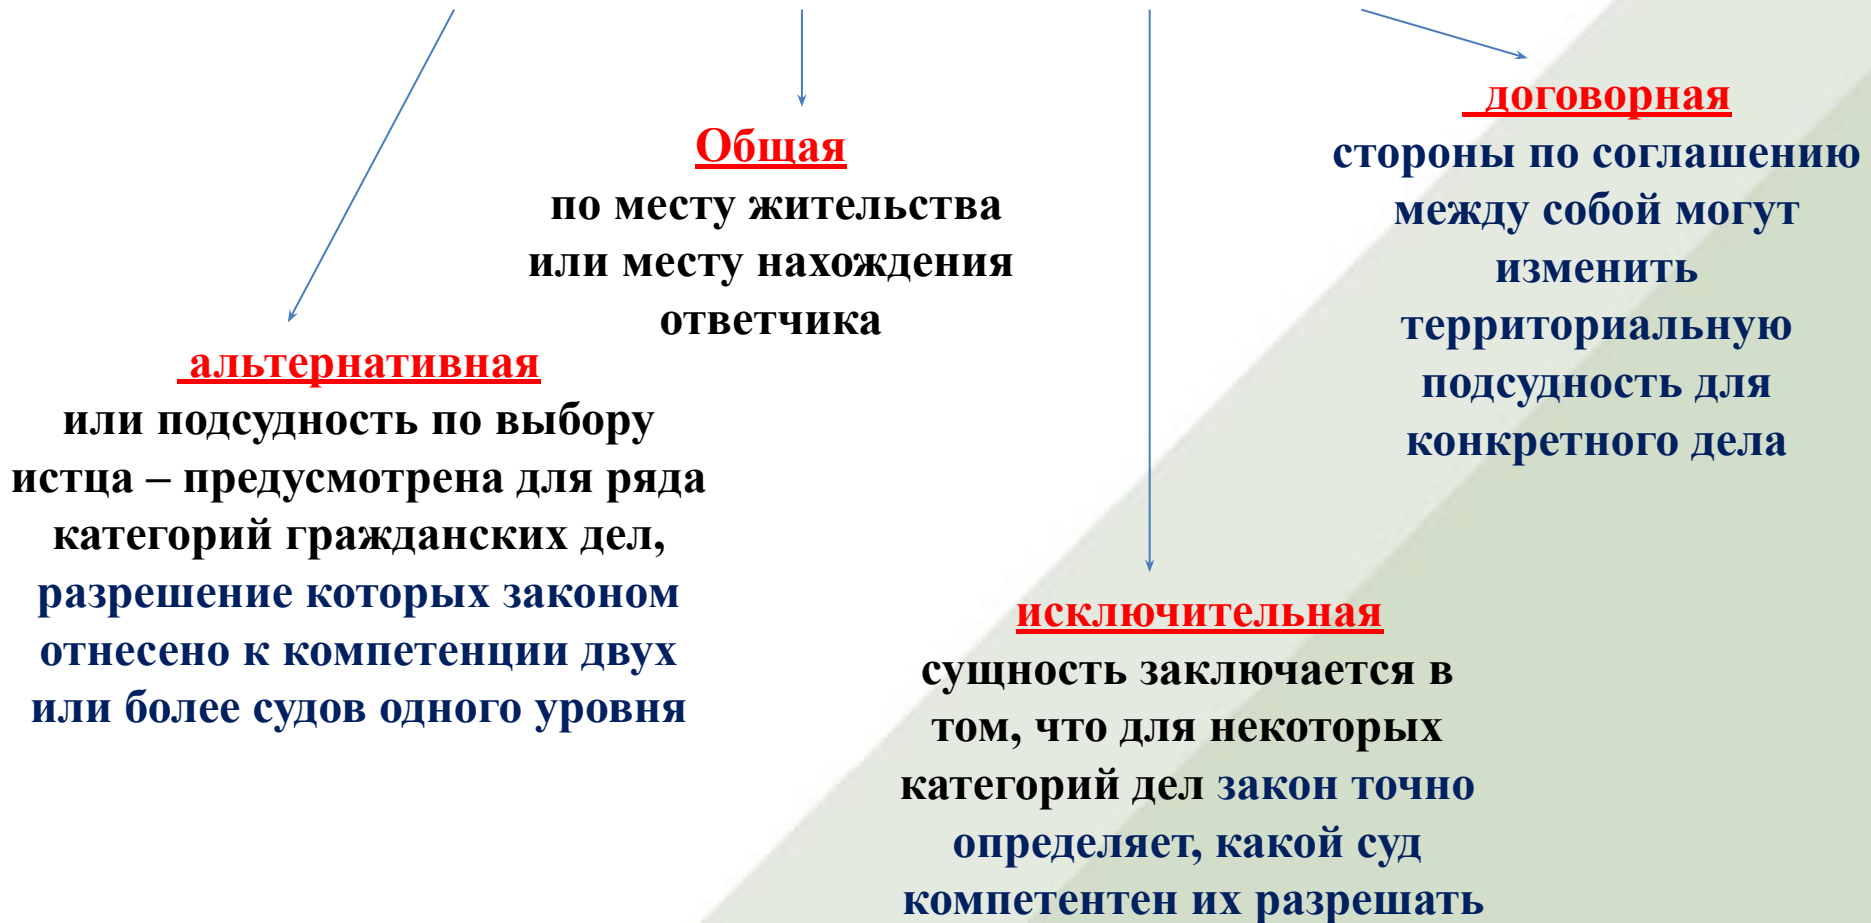 альтернативная
или подсудность по выбору
истца – предусмотрена для ряда
категорий гражданских дел,
разрешение которых законом
отнесено к компетенции двух
или более судов одного уровня
Общая
по месту жительства
или месту нахождения
ответчика
исключительная
сущность заключается в
том, что для некоторых
категорий дел закон точно
определяет, какой суд
компетентен их разрешать
договорная
стороны по соглашению
между собой могут
изменить
территориальную
подсудность для
конкретного дела